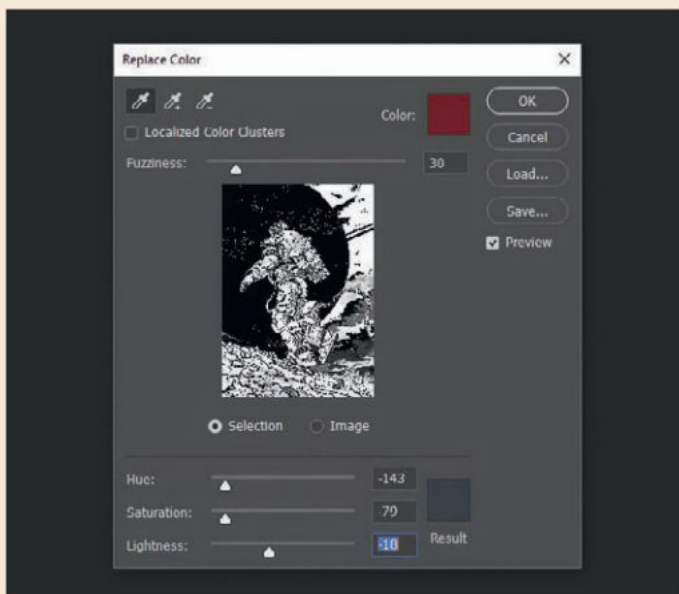 Replace Color
Color:
OK
Localized Color Clusters
Cancel
Fuzziness:
30
Load...
Save...
Preview
Selection
Image
Hue:
-143
Saturation:
-79
Lightness:
-18
Result